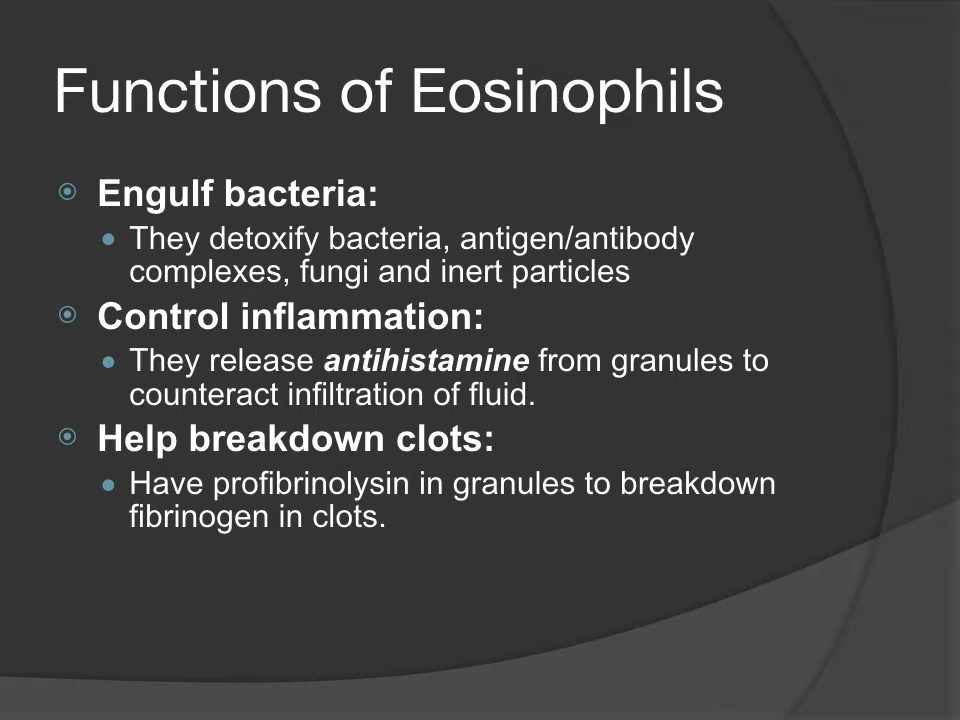 Functions of Eosinophils
Engulf bacteria:
They detoxify bacteria, antigen/antibody
complexes, fungi and inert particles
Control inflammation:
They release antihistamine from granules to
counteract infiltration of fluid.
Help breakdown clots:
Have profibrinolysin in granules to breakdown
fibrinogen in clots.